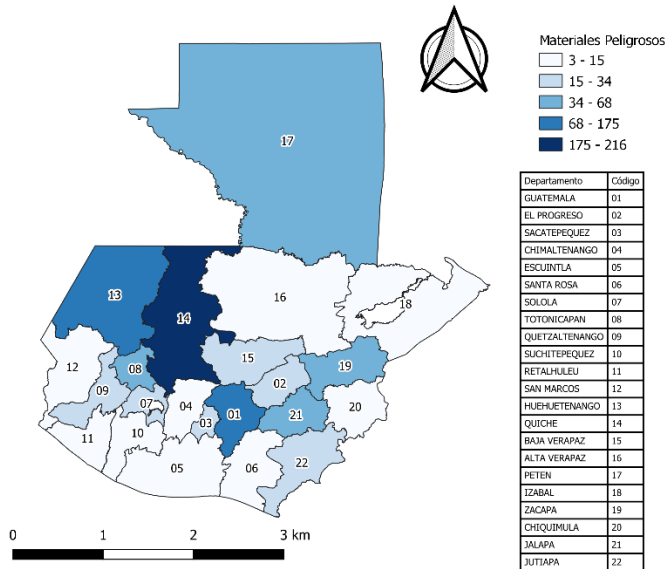 Materiales Peligrosos
3 - 15
15 - 34
34 - 68
68 - 175
175 - 216
Departamento Código
GUATEMALA 01
EL PROGRESO 02
SACATEPEQUEZ 03
CHIMALTENANGO 04
ESCUINTLA 05
SANTA ROSA 06
SOLOLA 07
TOTONICAPAN 08
QUETZALTENANGO 09
SUCHITEPEQUEZ 10
RETALHULEU 11
SAN MARCOS 12
HUEHUETENANGO 13
QUICHE 14
BAJA VERAPAZ 15
ALTA VERAPAZ 16
PETEN 17
IZABAL 18
ZACAPA 19
CHIQUIMULA 20
JALAPA 21
JUTIAPA 22
17
13
16
18
14
15
12
08
19
02
09
07
04
20
01
21
03
10
11
22
05
06
0 1 2 3 km